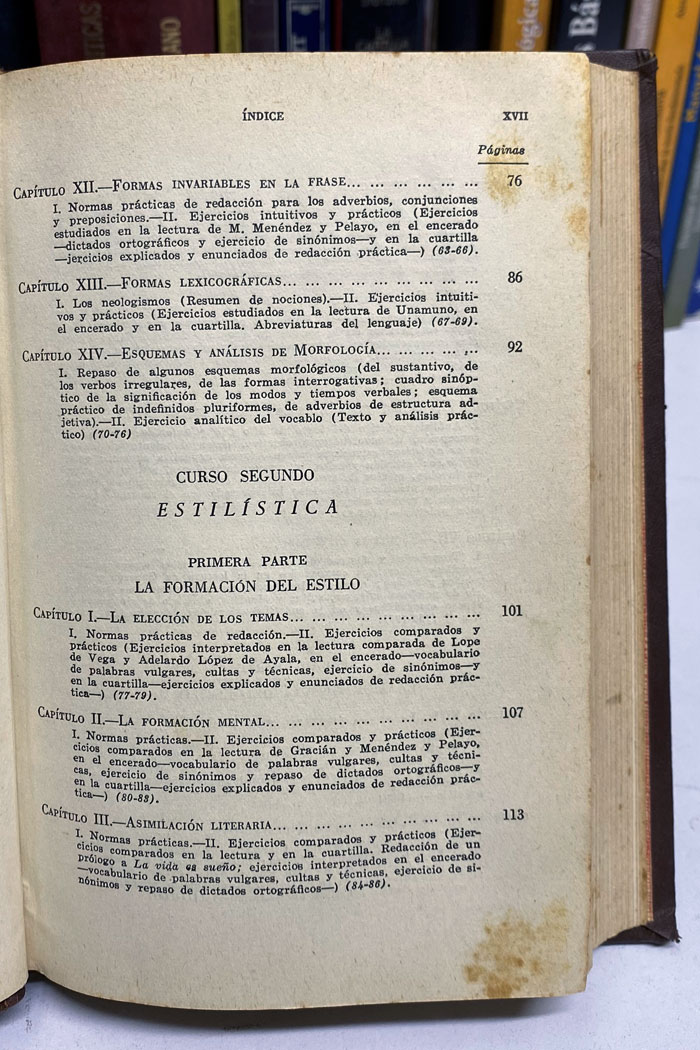 ÍNDICE XVII
Páginas
CAPÍTULO XII.—FORMAS INVARIABLES EN LA FRASE... ... ... ... ... ... 76
I. Normas prácticas de redacción para los adverbios, conjunciones
y preposiciones.—II. Ejercicios intuitivos y prácticos (Ejercicios
estudiados en la lectura de M. Menéndez y Pelayo, en el encerado
—dictados ortográficos y ejercicio de sinónimos—y en la cuartilla
—jercicios explicados y enunciados de redacción práctica—) (63-66).
CAPÍTULO XIII.—FORMAS LEXICOGRÁFICAS... ... ... ... ... ... ... ... ... 86
I. Los neologismos (Resumen de nociones).—II. Ejercicios intuiti-
vos y prácticos (Ejercicios estudiados en la lectura de Unamuno, en
el encerado y en la cuartilla. Abreviaturas del lenguaje) (67-69).
CAPÍTULO XIV.—ESQUEMAS Y ANÁLISIS DE MORFOLOGÍA... ... ... ... ,.. 92
I. Repaso de algunos esquemas morfológicos (del sustantivo, de
los verbos irregulares, de las formas interrogativas; cuadro sinóp-
tico de la significación de los modos y tiempos verbales; esquema
práctico de indefinidos pluriformes, de adverbios de estructura ad-
jetiva).—II. Ejercicio analítico del vocablo (Texto y análisis prác-
tico) (70-76)
CURSO SEGUNDO
ESTILÍSTICA
PRIMERA PARTE
LA FORMACIÓN DEL ESTILO
CAPÍTULO I.—LA ELECCIÓN DE LOS TEMAS... ... ... ... ... ... ... ... ... 101
I. Normas prácticas de redacción.—II. Ejercicios comparados y
prácticos (Ejercicios interpretados en la lectura comparada de Lope
de Vega y Adelardo López de Ayala, en el encerado—vocabulario
de palabras vulgares, cultas y técnicas, ejercicio de sinónimos—y
en la cuartilla—ejercicios explicados y enunciados de redacción prác-
tica—) (77-79).
CAPÍTULO II.—LA FORMACIÓN MENTAL... ... ... ... ... ... ... ... ... ... 107
I. Normas prácticas.—II. Ejercicios comparados y prácticos (Ejer-
cicios comparados en la lectura de Gracián y Menéndez y Pelayo,
en el encerado—vocabulario de palabras vulgares, cultas y técni-
cas, ejercicio de sinónimos y repaso de dictados ortográficos—y
en la cuartilla—ejercicios explicados y enunciados de redacción prác-
tica—) (80-83).
CAPÍTULO III.—ASIMILACIÓN LITERARIA... ... ... ... ... ... ... ... ... ... 113
I. Normas prácticas.—II. Ejercicios comparados y prácticos (Ejer-
cicios comparados en la lectura y en la cuartilla. Redacción de un
prólogo a La vida es sueño; ejercicios interpretados en el encerado
—vocabulario de palabras vulgares, cultas y técnicas, ejercicio de si-
nónimos y repaso de dictados ortográficos—) (84-86).